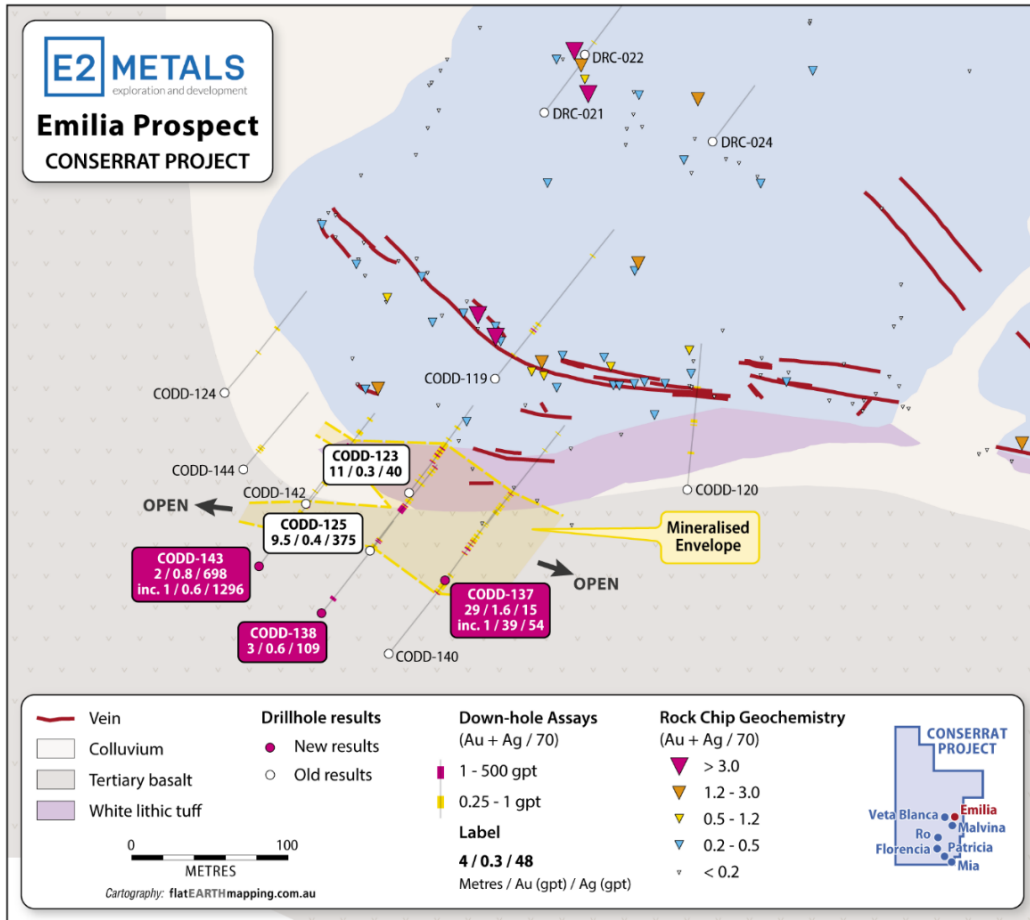 E2 METALS
exploration and development
Emilia Prospect
CONSERRAT PROJECT
DRC-022
DRC-021
DRC-024
CODD-119
CODD-124
CODD-123
11 / 0.3 / 40
CODD-144
CODD-142
CODD-120
OPEN
CODD-125
9.5 / 0.4 / 375
Mineralised
Envelope
CODD-143
2 / 0.8 / 698
inc. 1 / 0.6 / 1296
OPEN
CODD-137
29 / 1.6 / 15
inc. 1 / 39 / 54
CODD-138
3 / 0.6 / 109
CODD-140
Vein
Colluvium
Tertiary basalt
White lithic tuff
0 100
METRES
Cartography: flatEARTHmapping.com.au
Drillhole results
New results
Old results
Down-hole Assays
(Au + Ag / 70)
1 - 500 gpt
0.25 - 1 gpt
Label
4 / 0.3 / 48
Metres / Au (gpt) / Ag (gpt)
Rock Chip Geochemistry
(Au + Ag / 70)
> 3.0
1.2 - 3.0
0.5 - 1.2
0.2 - 0.5
< 0.2
CONSERRAT
PROJECT
Emilia
Veta Blanca
Malvina
Ro
Florencia
Patricia
Mia